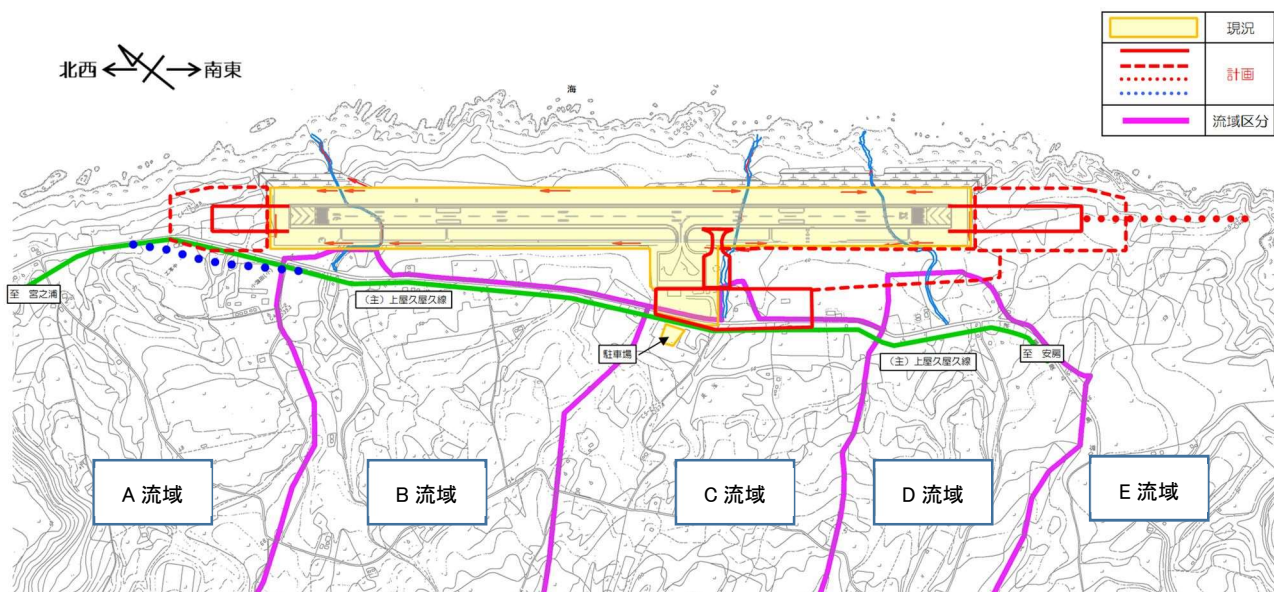 現況
計画
流域区分
北西
南東
海
至 宮之浦
(主)上屋久屋久線
駐車場
(主)上屋久屋久線
至 安房
A 流域
B 流域
C 流域
D 流域
E 流域